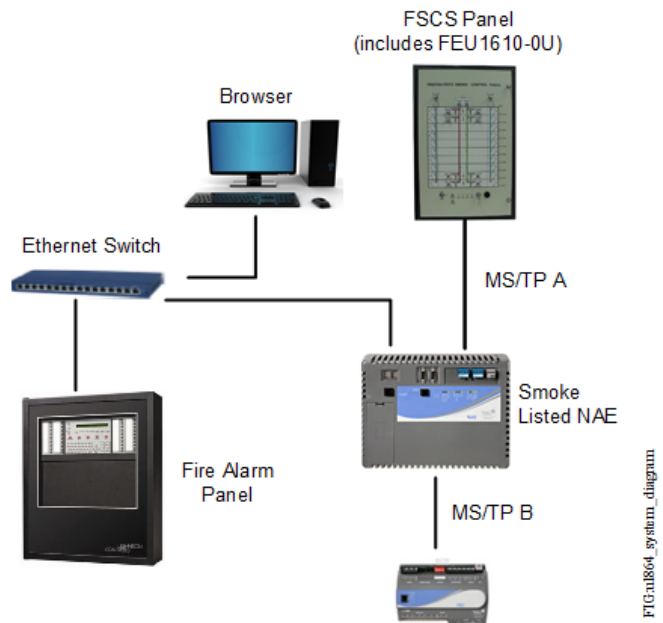 FSCS Panel
(includes FEU1610-0U)
Browser
Ethernet Switch
MS/TP A
Smoke
Listed NAE
Fire Alarm
Panel
MS/TP B
FIG:ul864_system_diagram